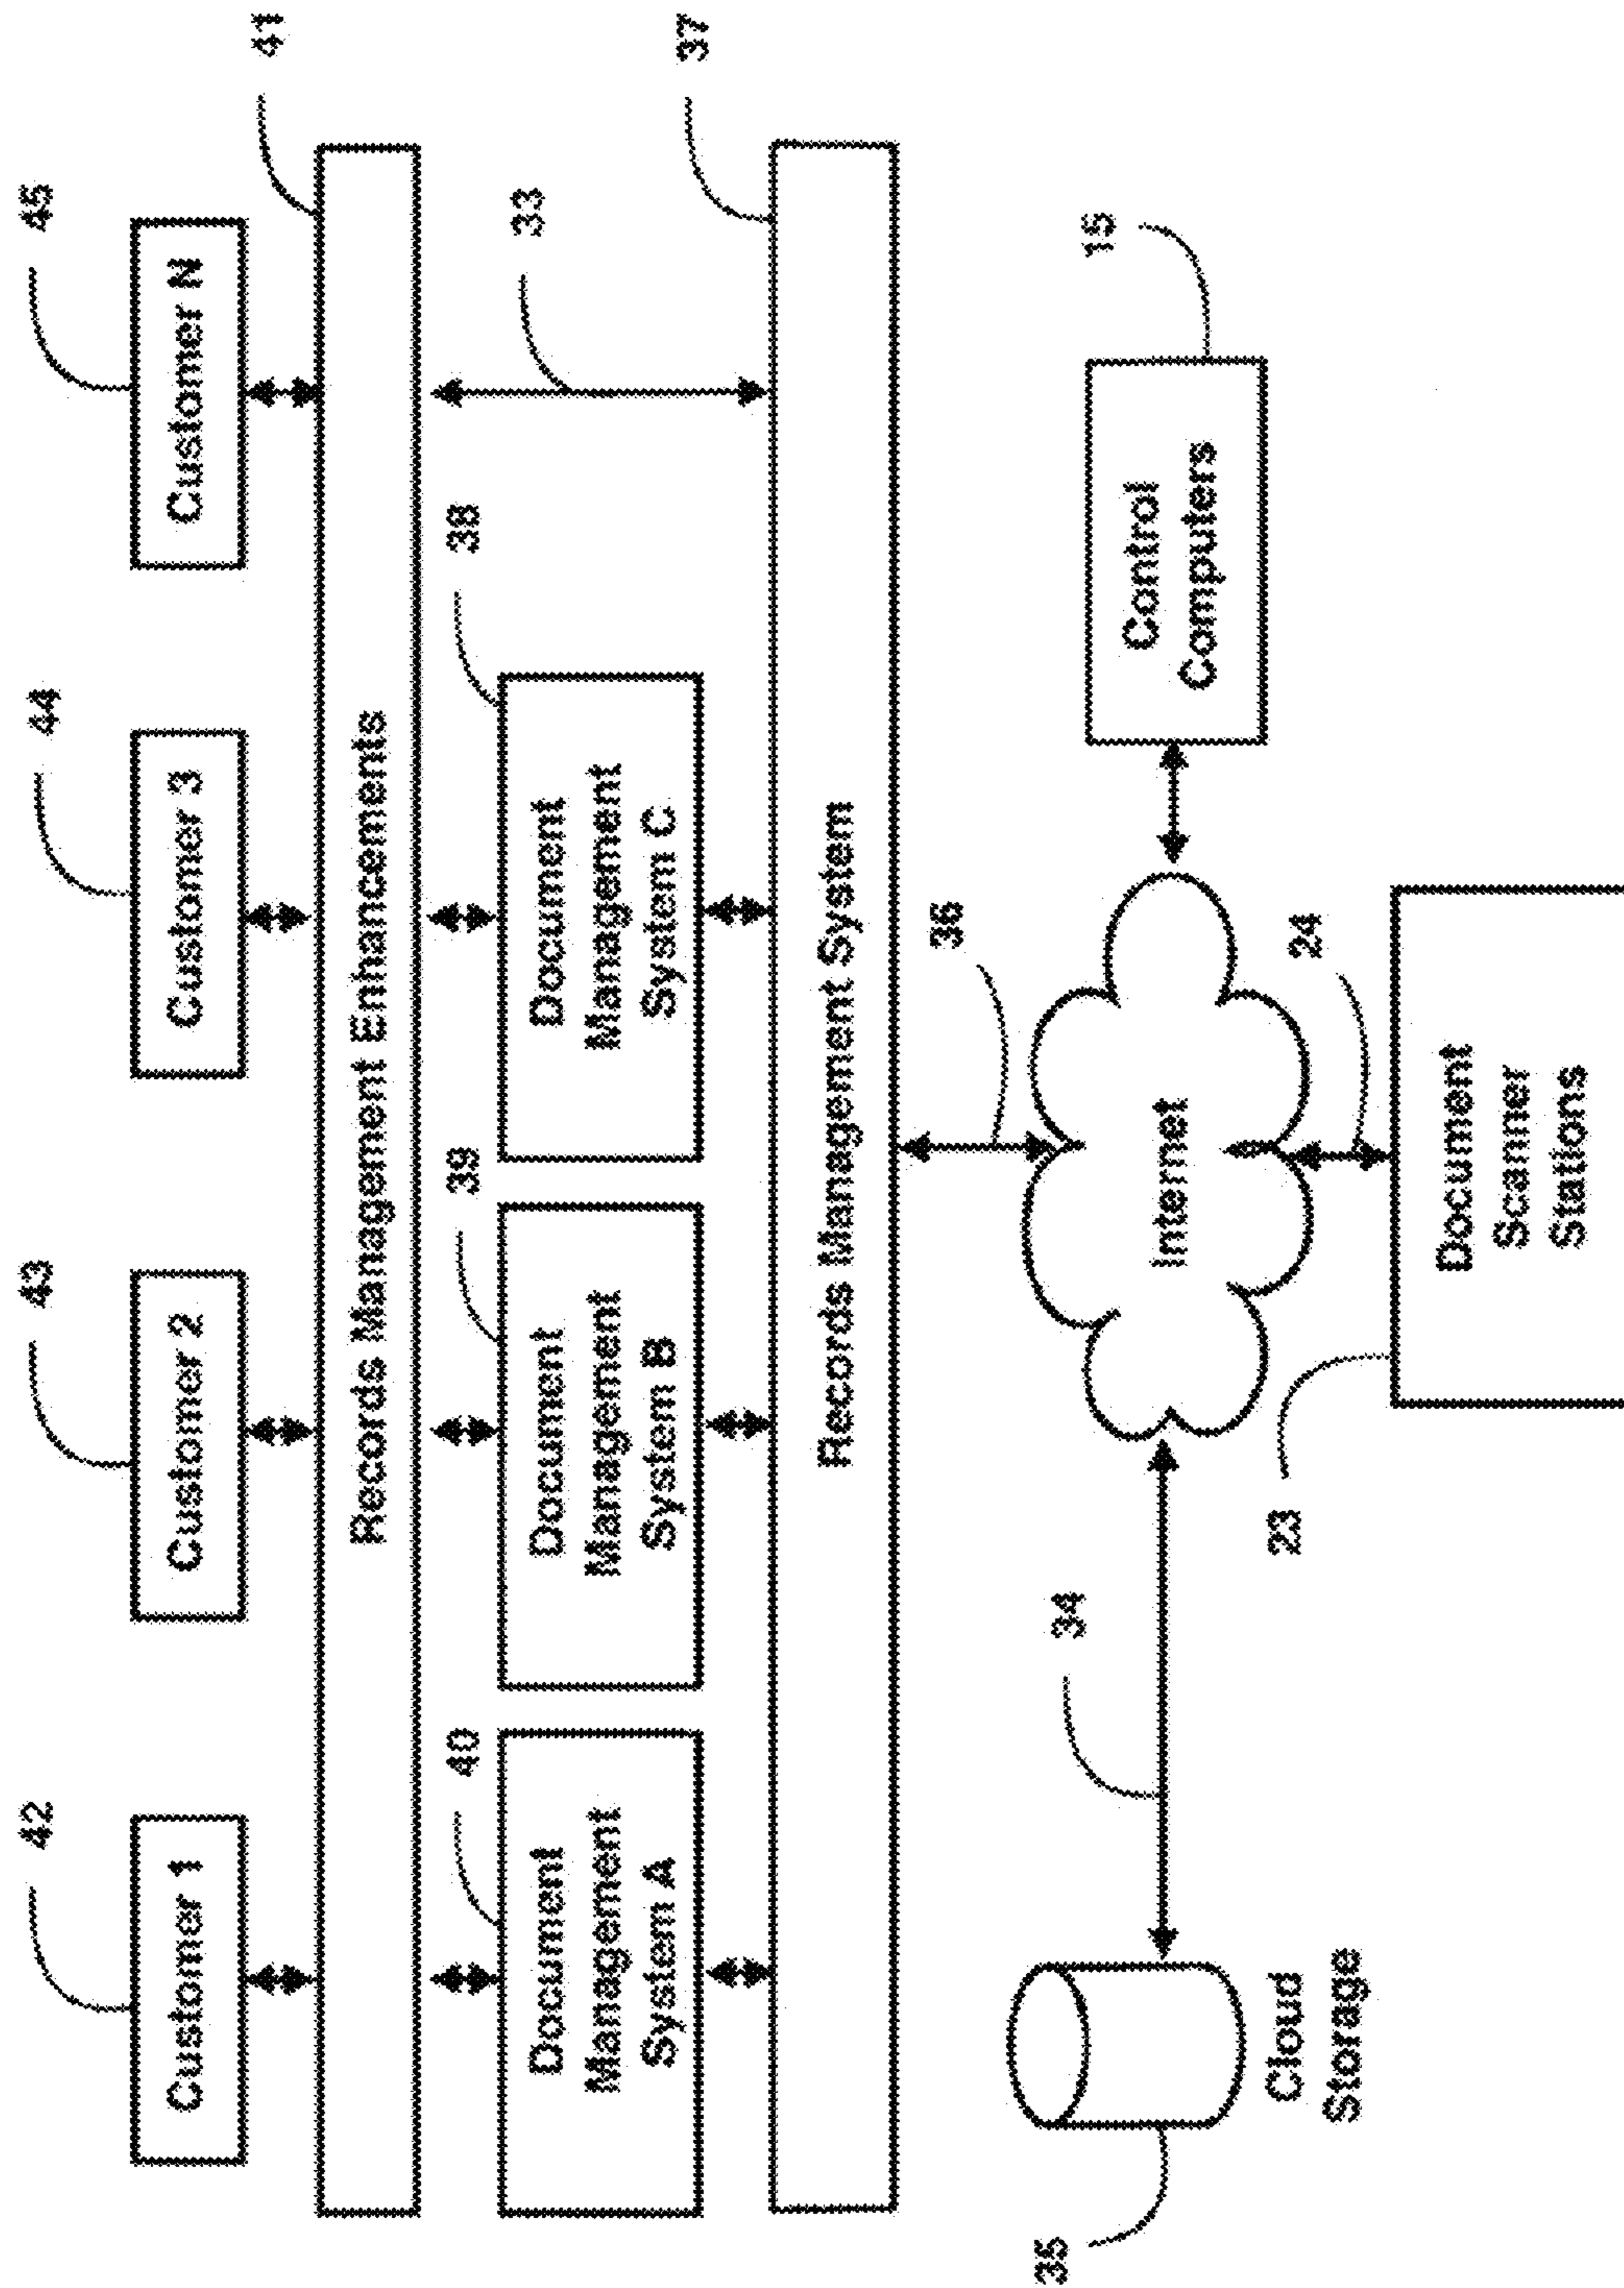 42
43
44
45
Customer 1
Customer 2
Customer 3
Customer N
41
Records Management Enhancements
40
39
38
33
Document
Management
System A
Document
Management
System B
Document
Management
System C
37
Records Management System
36
35
34
Internet
Control
Computers
15
24
Cloud
Storage
23
Document
Scanner
Stations